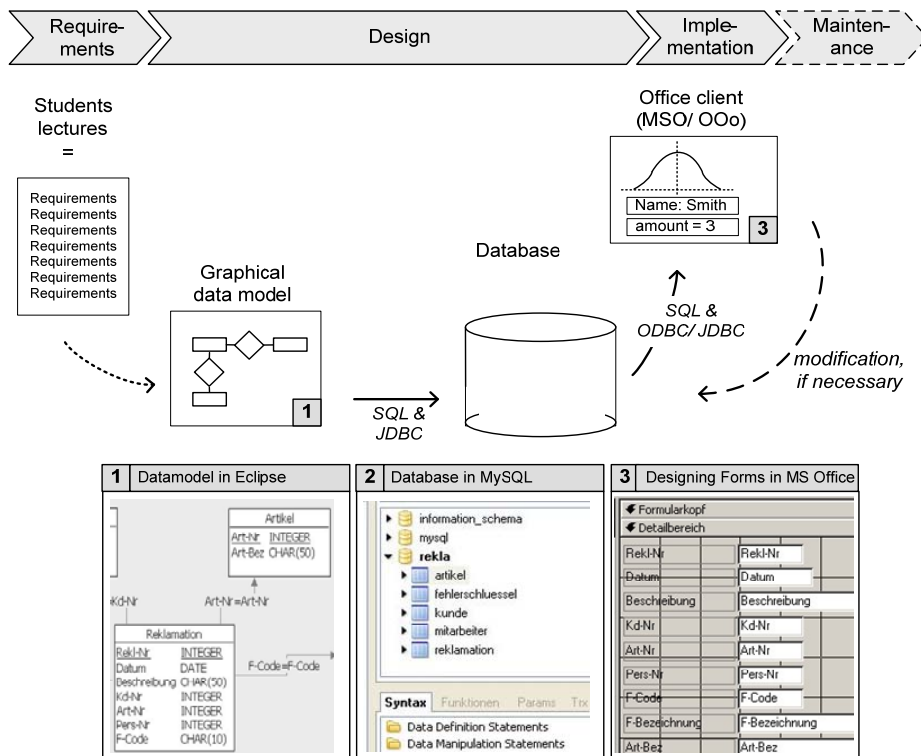 Require-
ments
Design
Imple-
mentation
Mainten-
ance
Students
lectures
=
Requirements
Requirements
Requirements
Requirements
Requirements
Requirements
Requirements
Graphical
data model
1
SQL &
JDBC
Database
SQL &
ODBC/ JDBC
Office client
(MSO/ OOo)
Name: Smith
amount = 3
3
modification,
if necessary
1 Datamodel in Eclipse
Artikel
Art-Nr INTEGER
Art-Bez CHAR(50)
Kd-Nr
Art-Nr=Art-Nr
Reklamation
Rekl-Nr INTEGER
Datum DATE
Beschreibung CHAR(50)
Kd-Nr INTEGER
Art-Nr INTEGER
Pers-Nr INTEGER
F-Code CHAR(10)
F-Code=F-Code
2 Database in MySQL
information_schema
mysql
rekla
artikel
fehlerschluessel
kunde
mitarbeiter
reklamation
Syntax Funktionen Params
Data Definition Statements
Data Manipulation Statements
3 Designing Forms in MS Office
Formularkopf
Detailbereich
Rekl-Nr Rekl-Nr
Datum Datum
Beschreibung Beschreibung
Kd-Nr Kd-Nr
Art-Nr Art-Nr
Pers-Nr Pers-Nr
F-Code F-Code
F-Bezeichnung F-Bezeichnung
Art-Bez Art-Bez